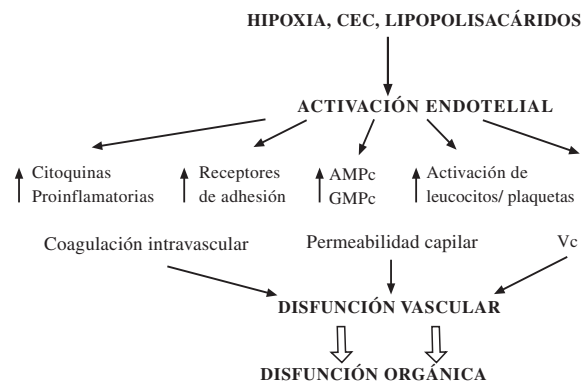 HIPOXIA, CEC, LIPOPOLISACÁRIDOS
ACTIVACIÓN ENDOTELIAL
Citoquinas
Proinflamatorias
Receptores
de adhesión
AMPc
GMPc
Activación de
leucocitos/ plaquetas
Coagulación intravascular
Permeabilidad capilar
Vc
DISFUNCIÓN VASCULAR
DISFUNCIÓN ORGÁNICA